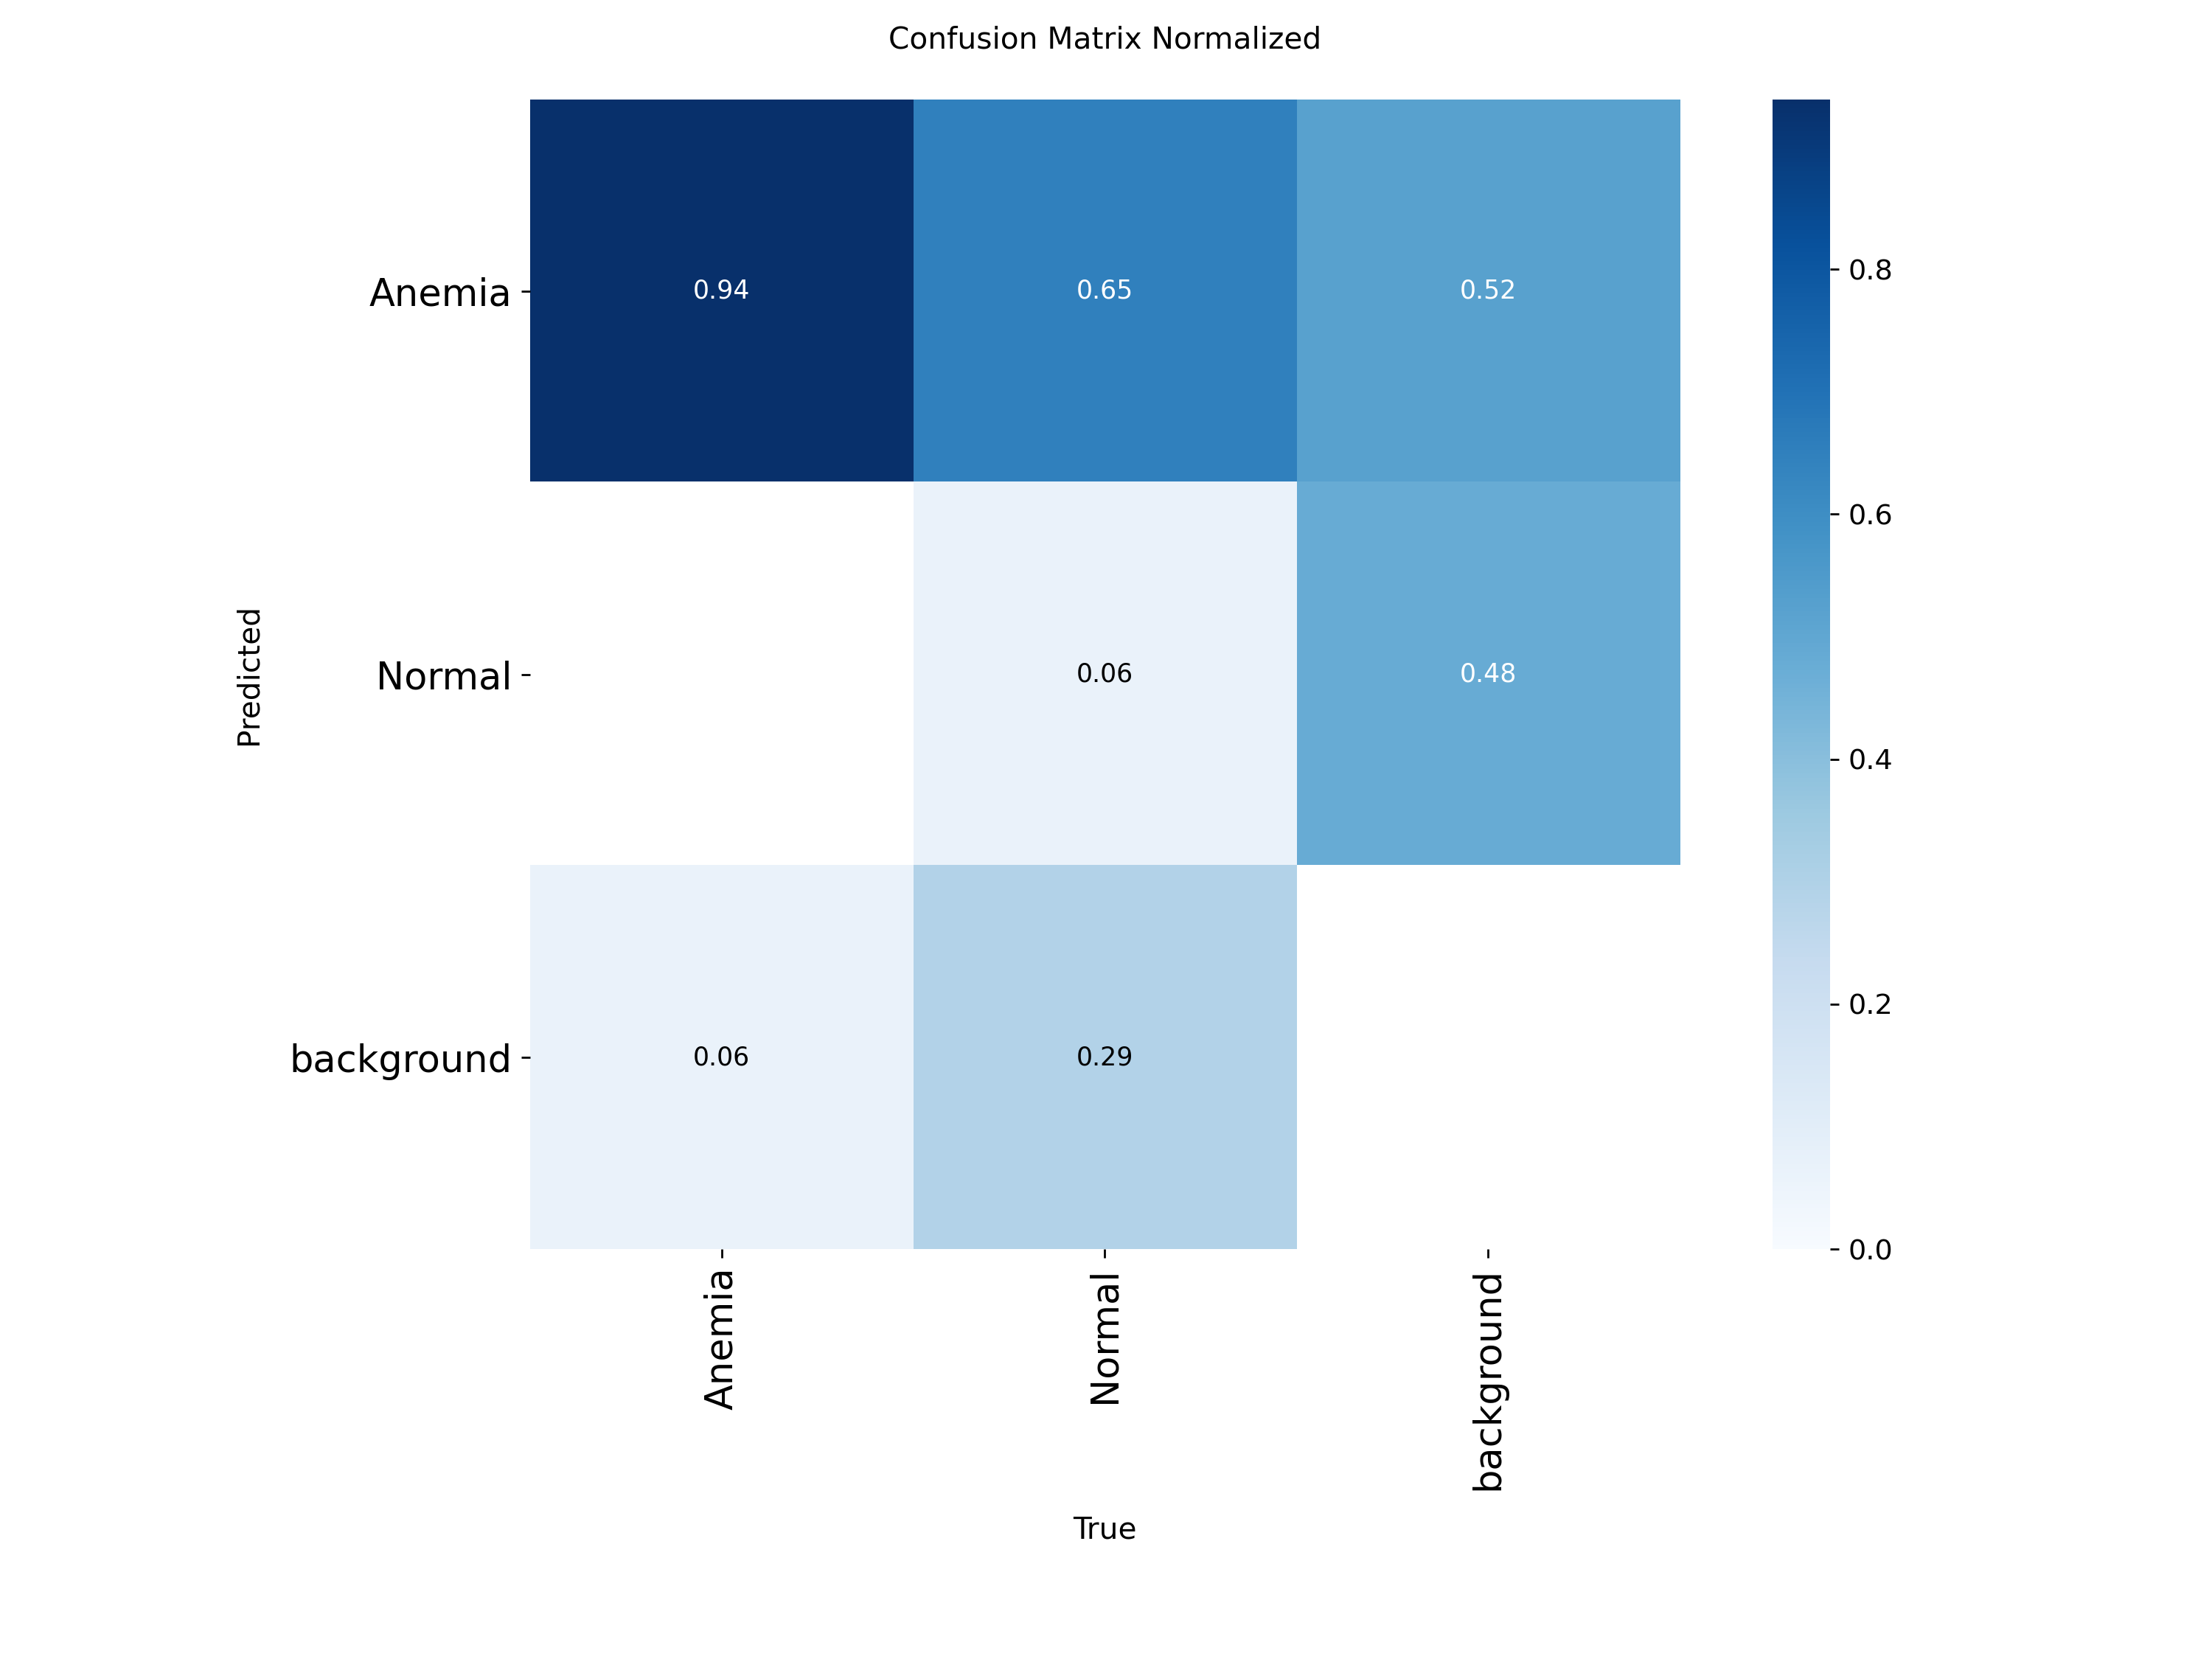 Confusion Matrix Normalized
Anemia
0.94
0.65
0.52
0.8
0.6
Predicted
Normal
0.06
0.48
0.4
background
0.06
0.29
0.2
0.0
Anemia
Normal
background
True